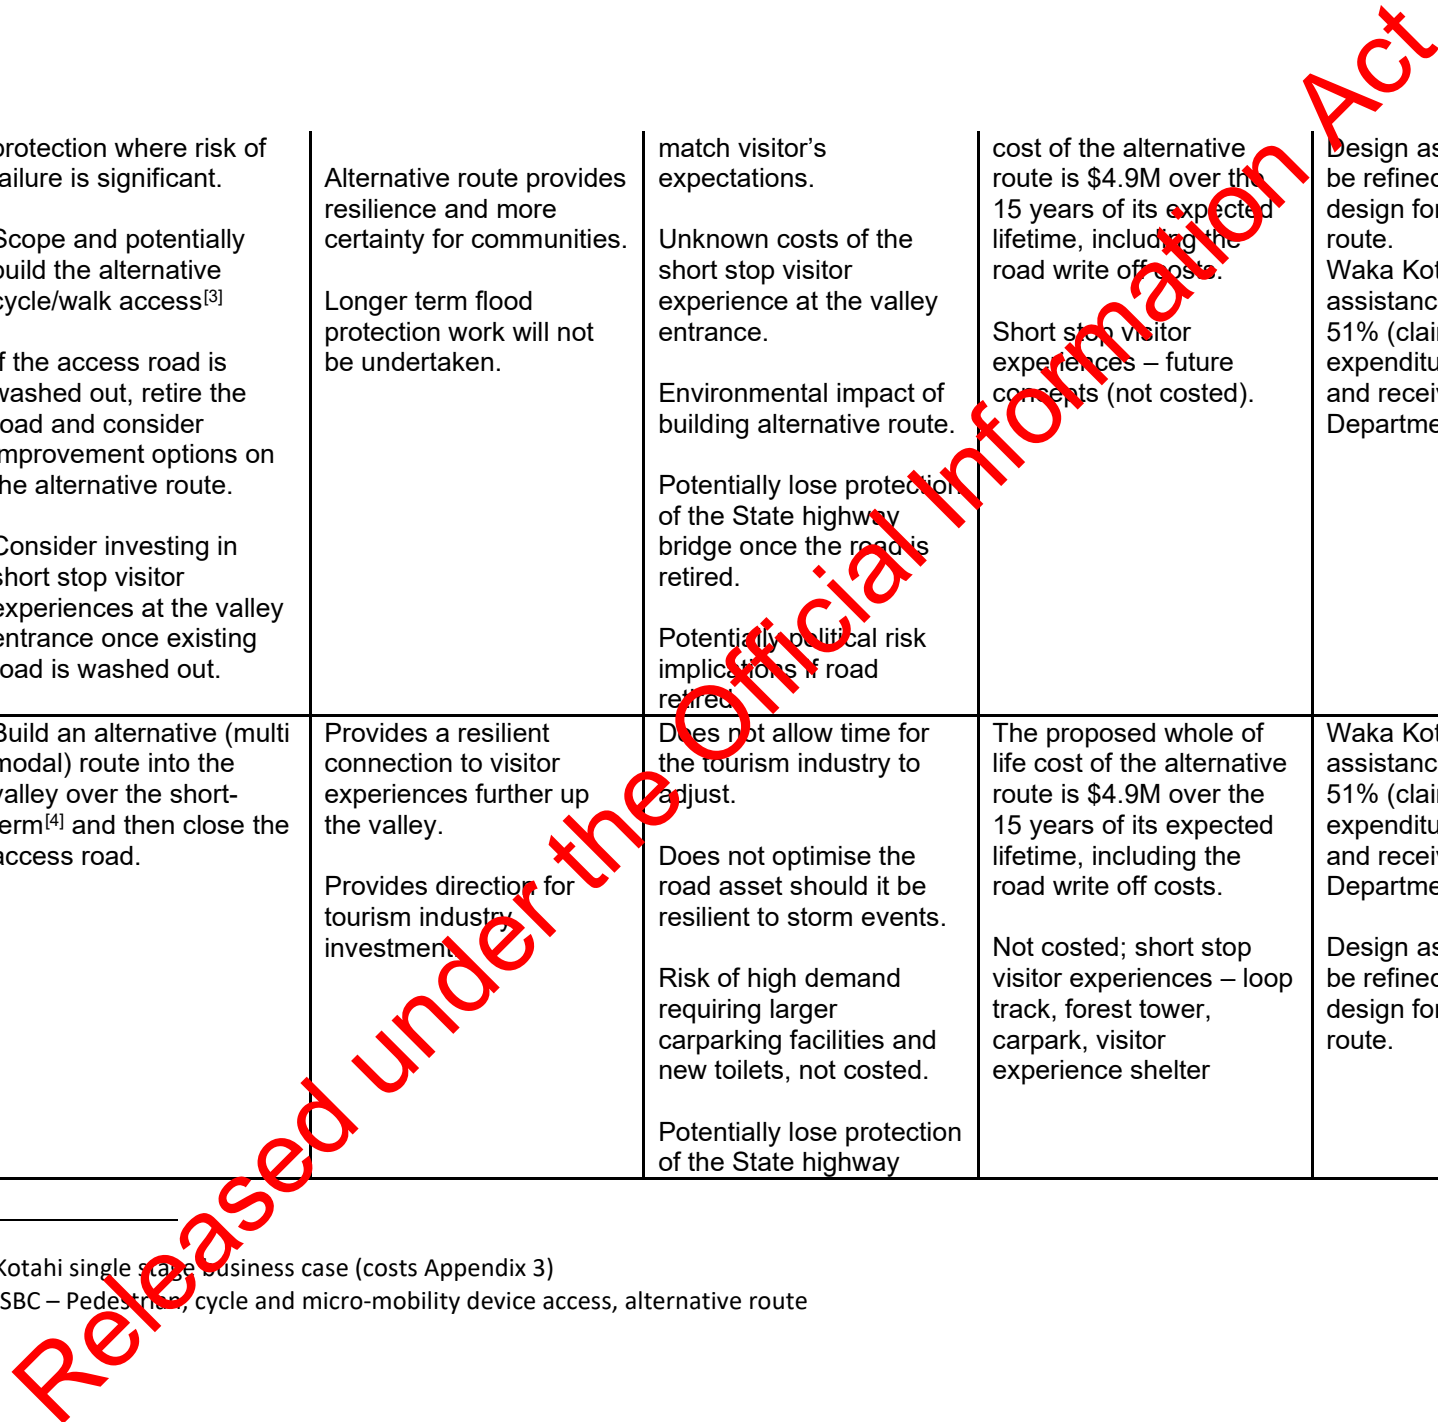 protection where risk of
failure is significant.
Scope and potentially
build the alternative
cycle/walk access[3]
If the access road is
washed out, retire the
road and consider
improvement options on
the alternative route.
Consider investing in
short stop visitor
experiences at the valley
entrance once existing
road is washed out.
Alternative route provides
resilience and more
certainty for communities.
Longer term flood
protection work will not
be undertaken.
match visitor’s
expectations.
Unknown costs of the
short stop visitor
experience at the valley
entrance.
Environmental impact of
building alternative route.
Potentially lose protection
of the State highway
bridge once the road is
retired.
Potentially political risk
implications if road
retired.
cost of the alternative
route is $4.9M over the
15 years of its expected
lifetime, including the
road write off costs.
Short stop visitor
experiences – future
concepts (not costed).
Design as
be refined
design for
route.
Waka Kot
assistanc
51% (clai
expenditu
and recei
Departme
Build an alternative (multi
modal) route into the
valley over the short-
term[4] and then close the
access road.
Provides a resilient
connection to visitor
experiences further up
the valley.
Provides direction for
tourism industry
investment.
Does not allow time for
the tourism industry to
adjust.
Does not optimise the
road asset should it be
resilient to storm events.
Risk of high demand
requiring larger
carparking facilities and
new toilets, not costed.
Potentially lose protection
of the State highway
The proposed whole of
life cost of the alternative
route is $4.9M over the
15 years of its expected
lifetime, including the
road write off costs.
Not costed; short stop
visitor experiences – loop
track, forest tower,
carpark, visitor
experience shelter
Waka Kot
assistanc
51% (clai
expenditu
and recei
Departme
Design as
be refined
design for
route.
Kotahi single stage business case (costs Appendix 3)
SBC – Pedestrian, cycle and micro-mobility device access, alternative route
Released under the Official Information Act